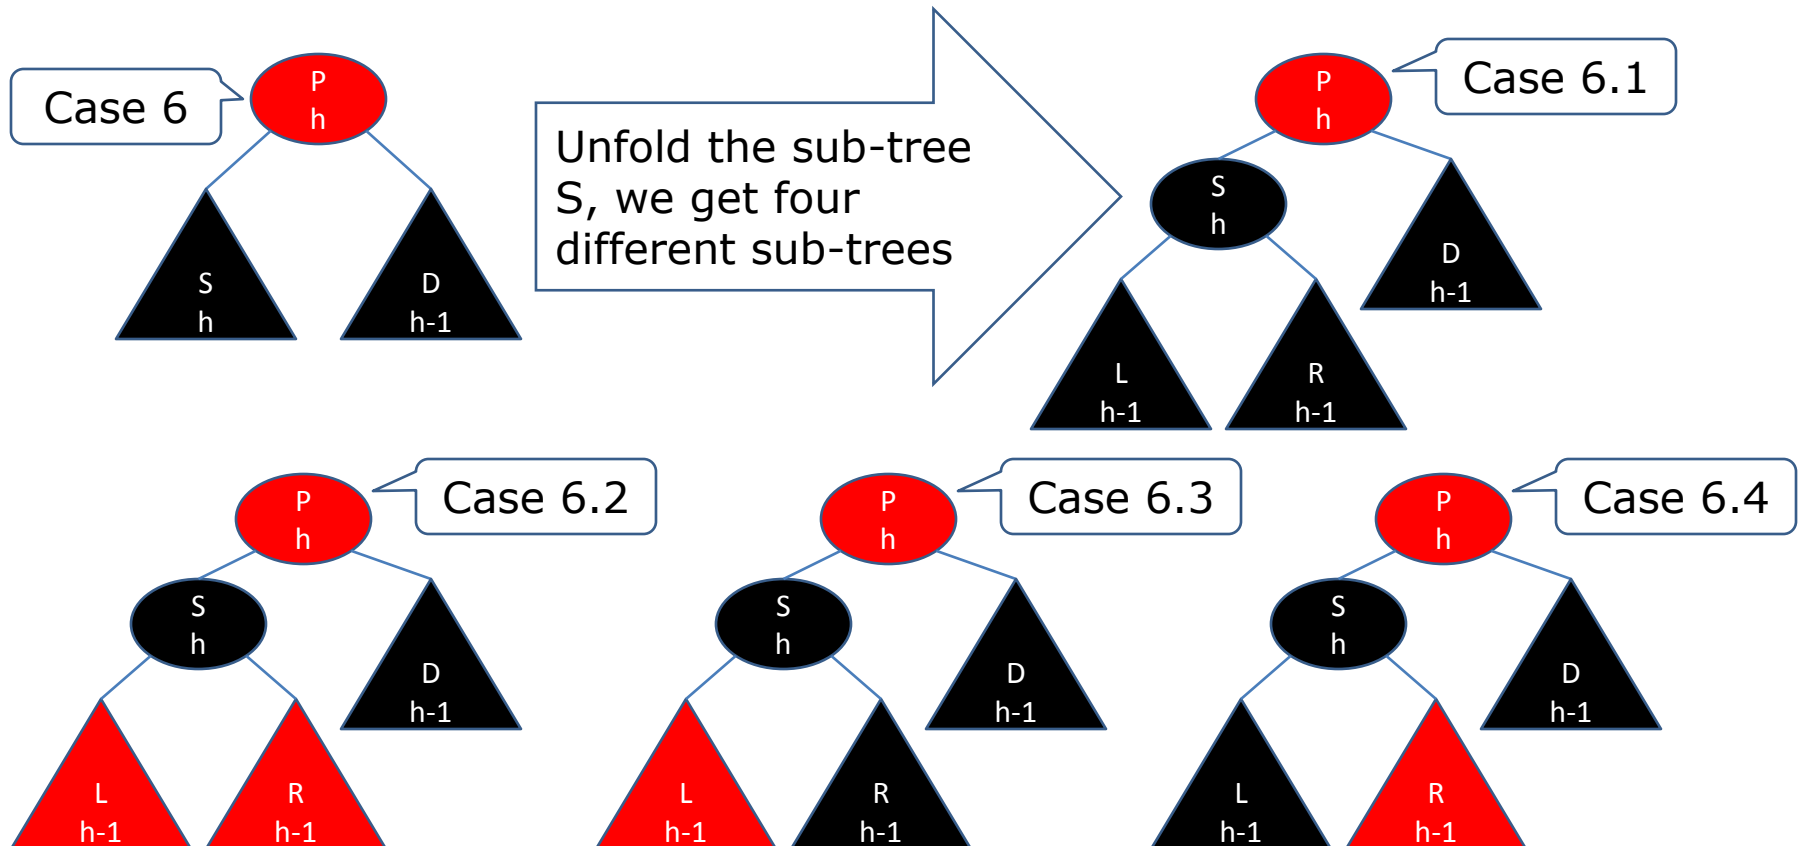 Case 6
P
h
S
h
D
h-1
Unfold the sub-tree
S, we get four
different sub-trees
Case 6.1
P
h
S
h
D
h-1
L
h-1
R
h-1
Case 6.2
P
h
S
h
D
h-1
L
h-1
R
h-1
Case 6.3
P
h
S
h
D
h-1
L
h-1
R
h-1
Case 6.4
P
h
S
h
D
h-1
L
h-1
R
h-1